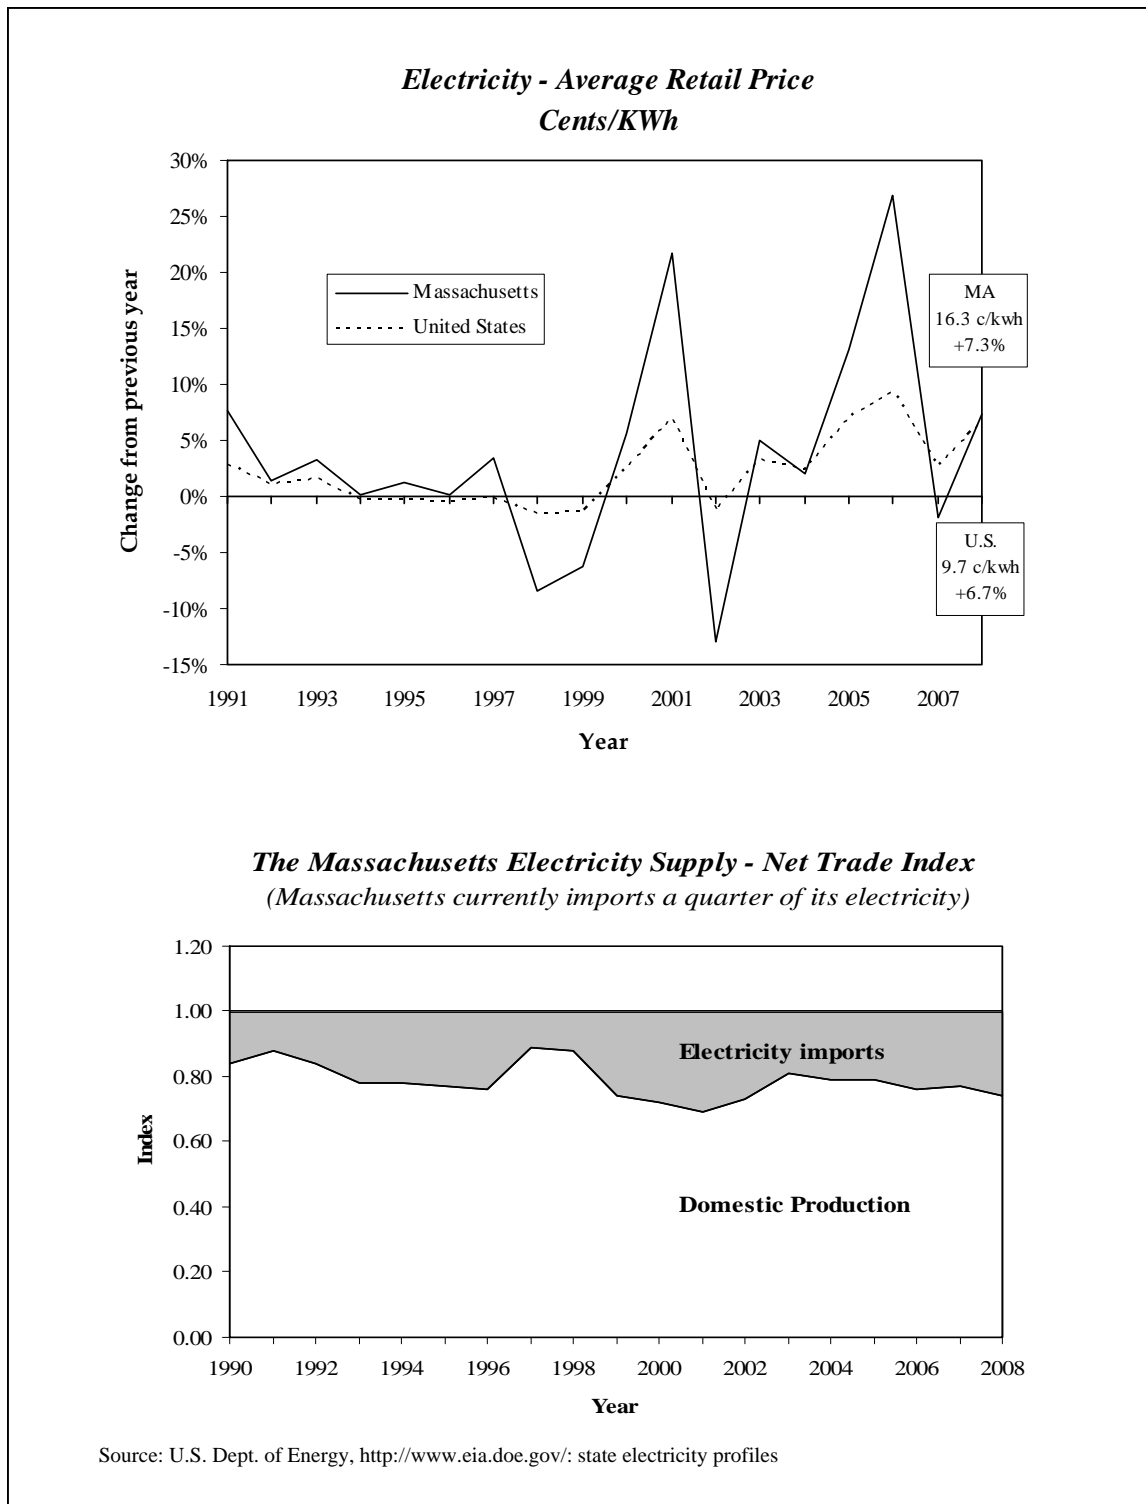 Electricity - Average Retail Price
Cents/KWh
30%
25%
20%
15%
10%
5%
0%
-5%
-10%
-15%
Change from previous year
Massachusetts
United States
MA
16.3 c/kwh
+7.3%
U.S.
9.7 c/kwh
+6.7%
1991 1993 1995 1997 1999 2001 2003 2005 2007
Year
The Massachusetts Electricity Supply - Net Trade Index
(Massachusetts currently imports a quarter of its electricity)
1.20
1.00
0.80
0.60
0.40
0.20
0.00
Index
Electricity imports
Domestic Production
1990 1992 1994 1996 1998 2000 2002 2004 2006 2008
Year
Source: U.S. Dept. of Energy, http://www.eia.doe.gov/: state electricity profiles